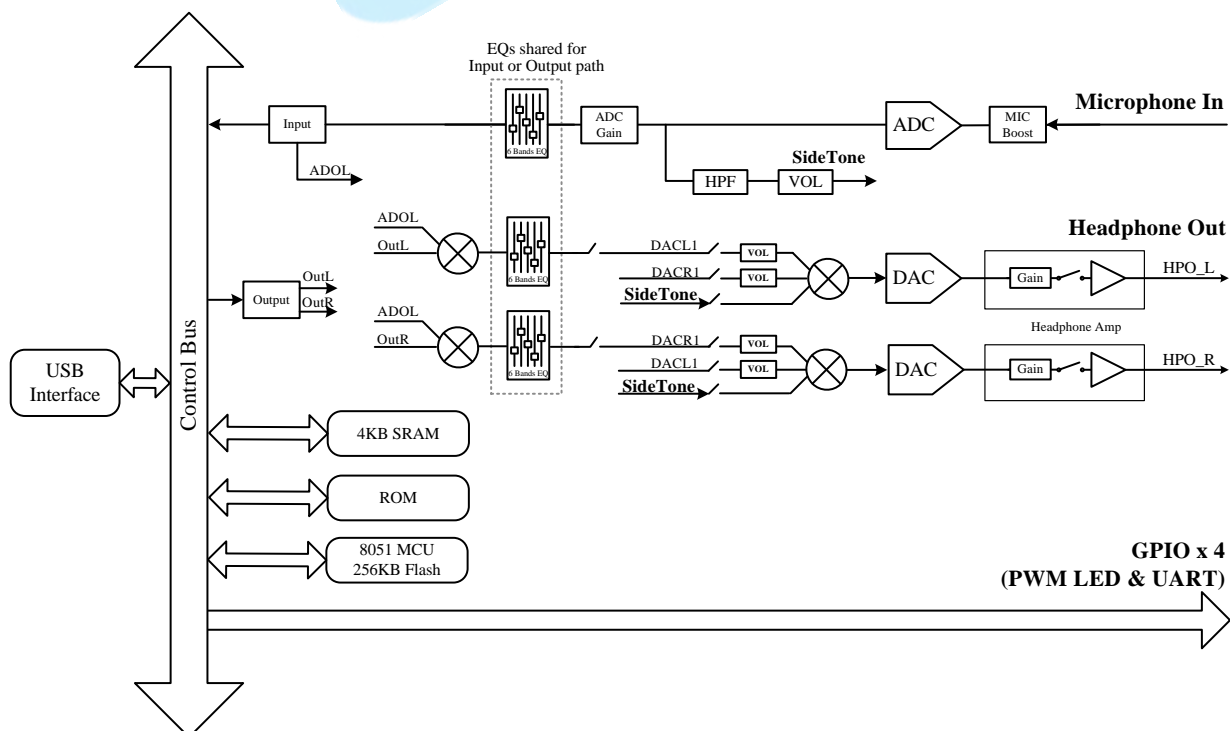 EQs shared for
Input or Output path
Microphone In
Input
6 Bands EQ
ADC
Gain
ADC
MIC
Boost
ADOL
SideTone
HPF
VOL
Headphone Out
ADOL
OutL
6 Bands EQ
DACL1
VOL
DACR1
VOL
SideTone
DAC
Gain
HPO_L
Headphone Amp
Output
OutL
OutR
ADOL
OutR
6 Bands EQ
DACR1
VOL
DACL1
VOL
SideTone
DAC
Gain
HPO_R
USB
Interface
Control Bus
4KB SRAM
ROM
8051 MCU
256KB Flash
GPIO x 4
(PWM LED & UART)